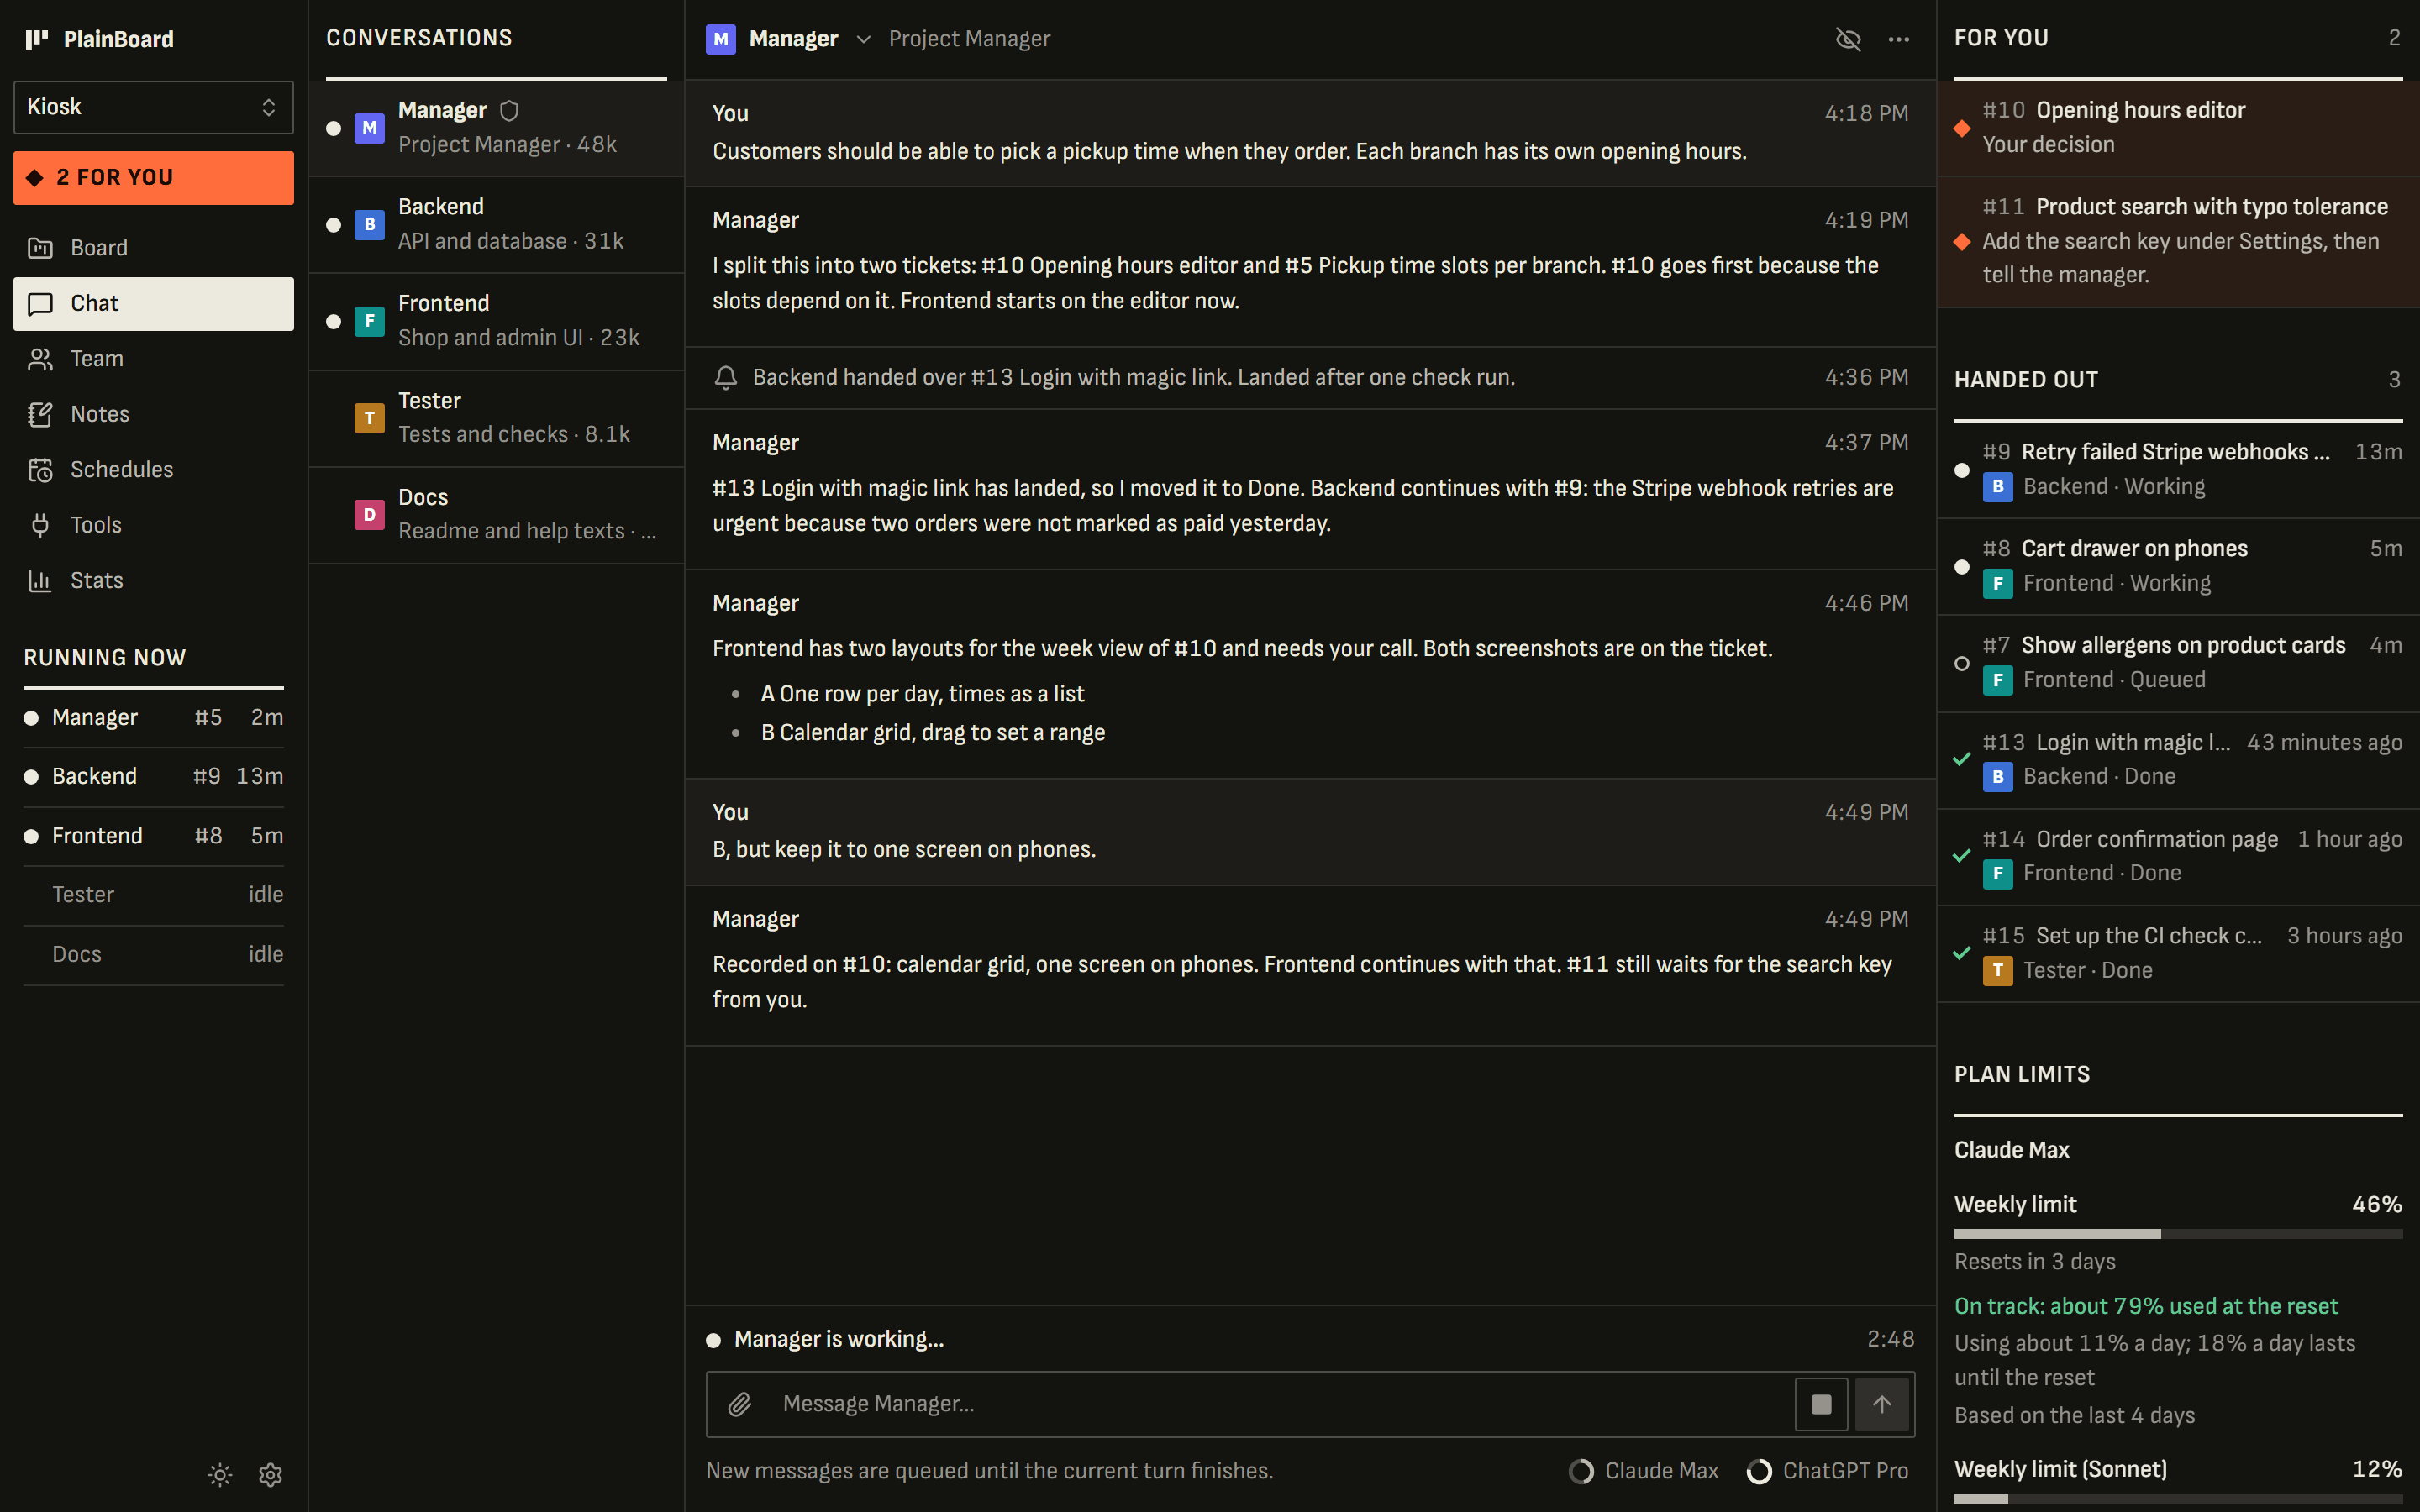 PlainBoard
Kiosk
2 FOR YOU
Board
Chat
Team
Notes
Schedules
Tools
Stats
RUNNING NOW
Manager #5 2m
Backend #9 13m
Frontend #8 5m
Tester idle
Docs idle
CONVERSATIONS
M Manager
Project Manager · 48k
B Backend
API and database · 31k
F Frontend
Shop and admin UI · 23k
T Tester
Tests and checks · 8.1k
D Docs
Readme and help texts · ...
M Manager Project Manager
You 4:18 PM
Customers should be able to pick a pickup time when they order. Each branch has its own opening hours.
Manager 4:19 PM
I split this into two tickets: #10 Opening hours editor and #5 Pickup time slots per branch. #10 goes first because the
slots depend on it. Frontend starts on the editor now.
Backend handed over #13 Login with magic link. Landed after one check run. 4:36 PM
Manager 4:37 PM
#13 Login with magic link has landed, so I moved it to Done. Backend continues with #9: the Stripe webhook retries are
urgent because two orders were not marked as paid yesterday.
Manager 4:46 PM
Frontend has two layouts for the week view of #10 and needs your call. Both screenshots are on the ticket.
• A One row per day, times as a list
• B Calendar grid, drag to set a range
You 4:49 PM
B, but keep it to one screen on phones.
Manager 4:49 PM
Recorded on #10: calendar grid, one screen on phones. Frontend continues with that. #11 still waits for the search key
from you.
Manager is working... 2:48
Message Manager...
New messages are queued until the current turn finishes. Claude Max ChatGPT Pro
FOR YOU 2
#10 Opening hours editor
Your decision
#11 Product search with typo tolerance
Add the search key under Settings, then
tell the manager.
HANDED OUT 3
#9 Retry failed Stripe webhooks ... 13m
B Backend · Working
#8 Cart drawer on phones 5m
F Frontend · Working
#7 Show allergens on product cards 4m
F Frontend · Queued
#13 Login with magic l... 43 minutes ago
B Backend · Done
#14 Order confirmation page 1 hour ago
F Frontend · Done
#15 Set up the CI check c... 3 hours ago
T Tester · Done
PLAN LIMITS
Claude Max
Weekly limit 46%
Resets in 3 days
On track: about 79% used at the reset
Using about 11% a day; 18% a day lasts
until the reset
Based on the last 4 days
Weekly limit (Sonnet) 12%